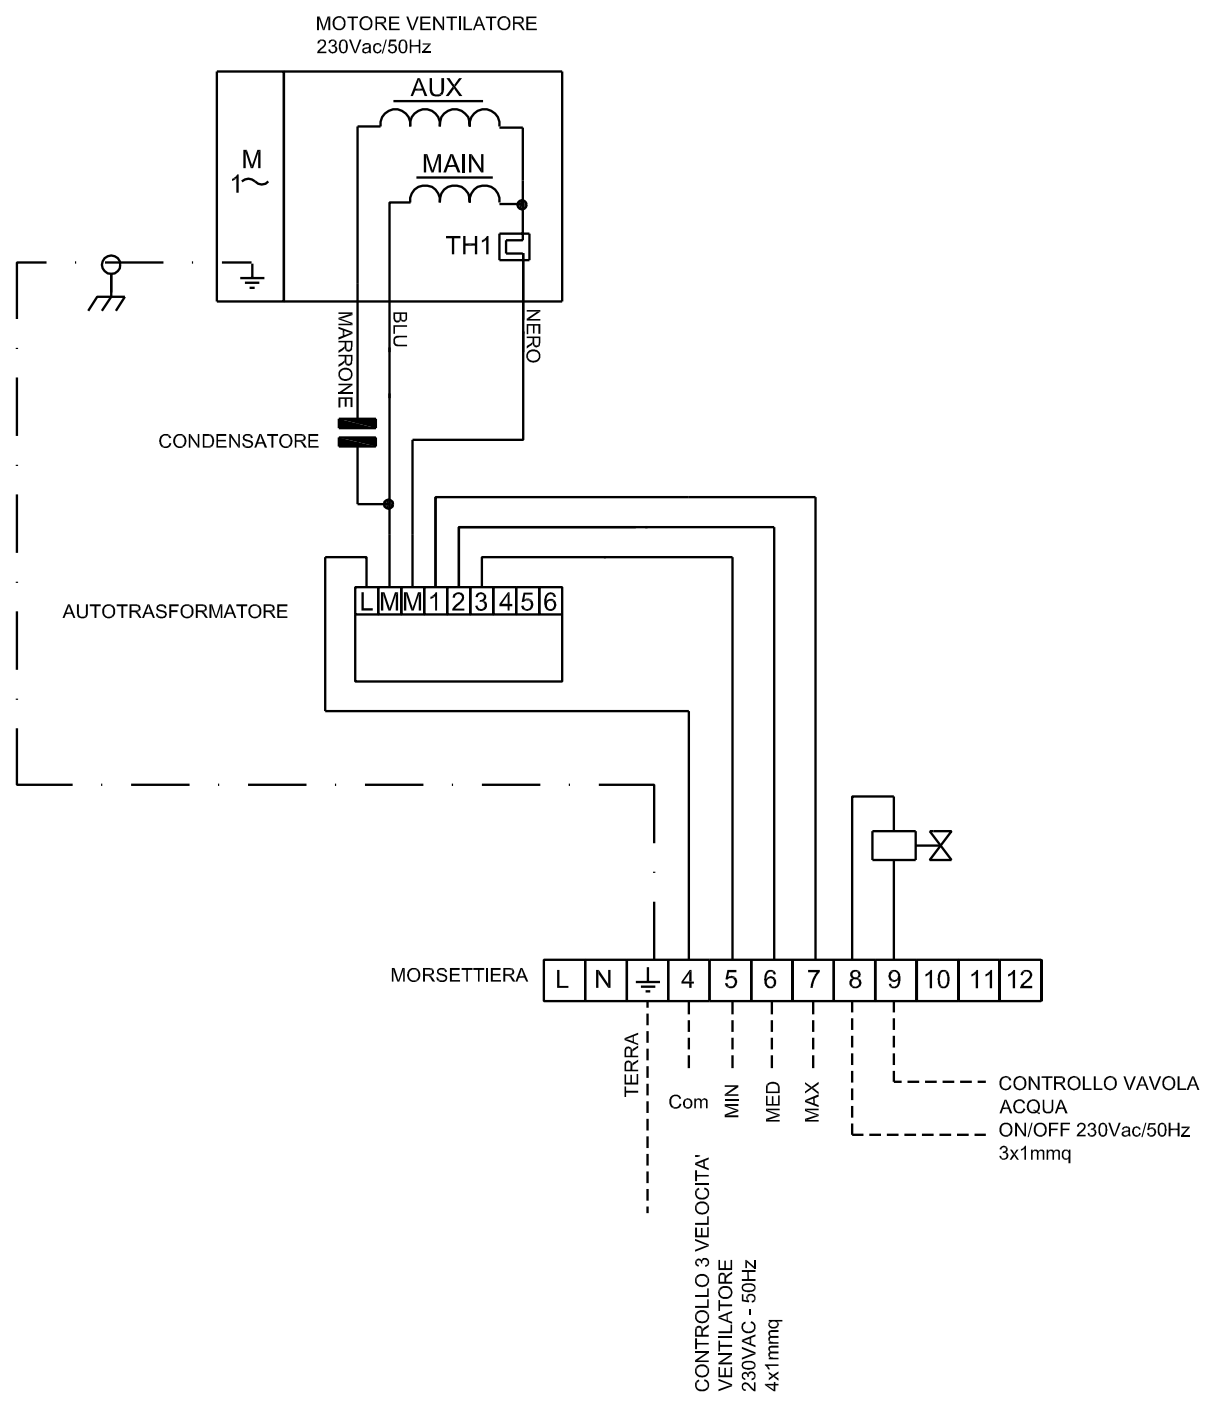 MOTORE VENTILATORE
230Vac/50Hz
AUX
M
1~
MAIN
TH1
MARRONE
BLU
NERO
CONDENSATORE
AUTOTRASFORMATORE
L M M 1 2 3 4 5 6
MORSETTIERA
L N 4 5 6 7 8 9 10 11 12
TERRA
Com
MIN
MED
MAX
CONTROLLO VAVOLA
ACQUA
ON/OFF 230Vac/50Hz
3x1mmq
CONTROLLO 3 VELOCITA'
VENTILATORE
230VAC - 50Hz
4x1mmq